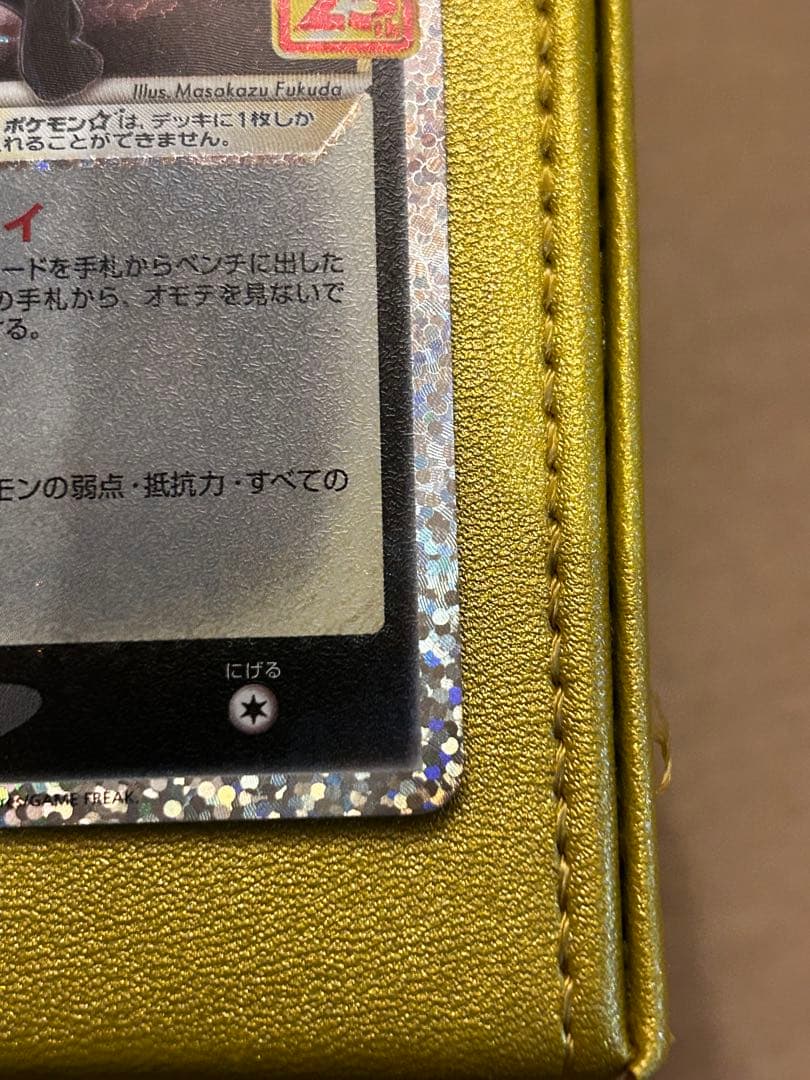 25th
Illus. Masakazu Fukuda
ポケモン☆は、デッキに1枚しか
れることができません。
イ
ードを手札からベンチに出した
の手札から、オモテを見ないで
する。
モンの弱点・抵抗力・すべての
にげる
/GAME FREAK.